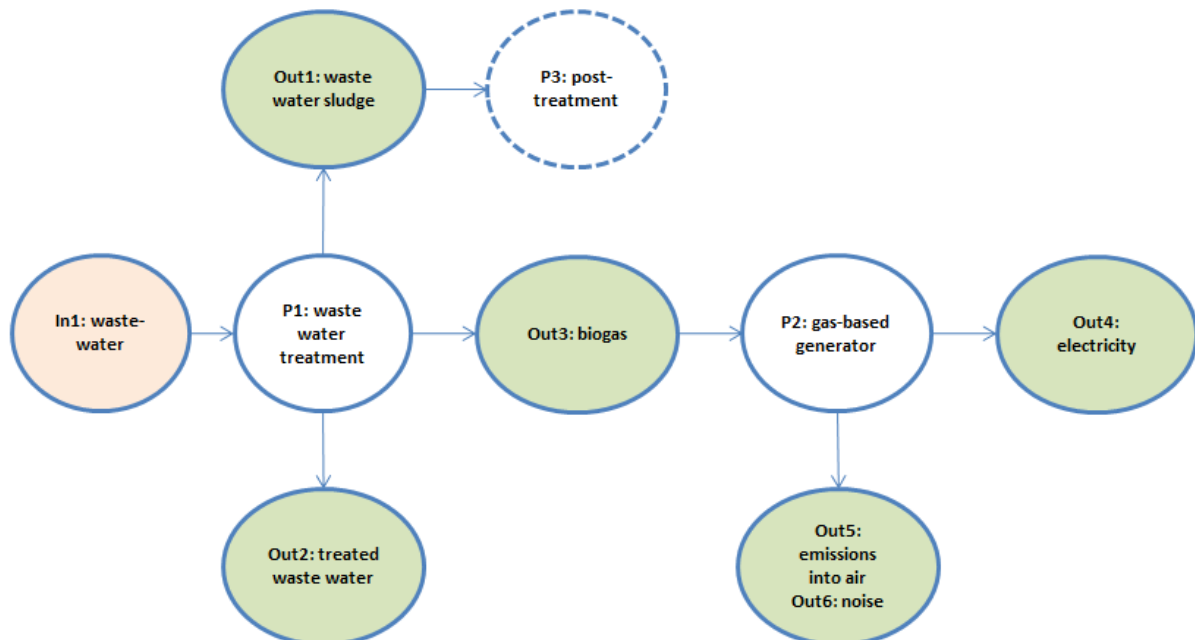 Out1: waste
water sludge
P3: post-
treatment
In1: waste-
water
P1: waste
water
treatment
Out3: biogas
P2: gas-based
generator
Out4:
electricity
Out2: treated
waste water
Out5:
emissions
into air
Out6: noise